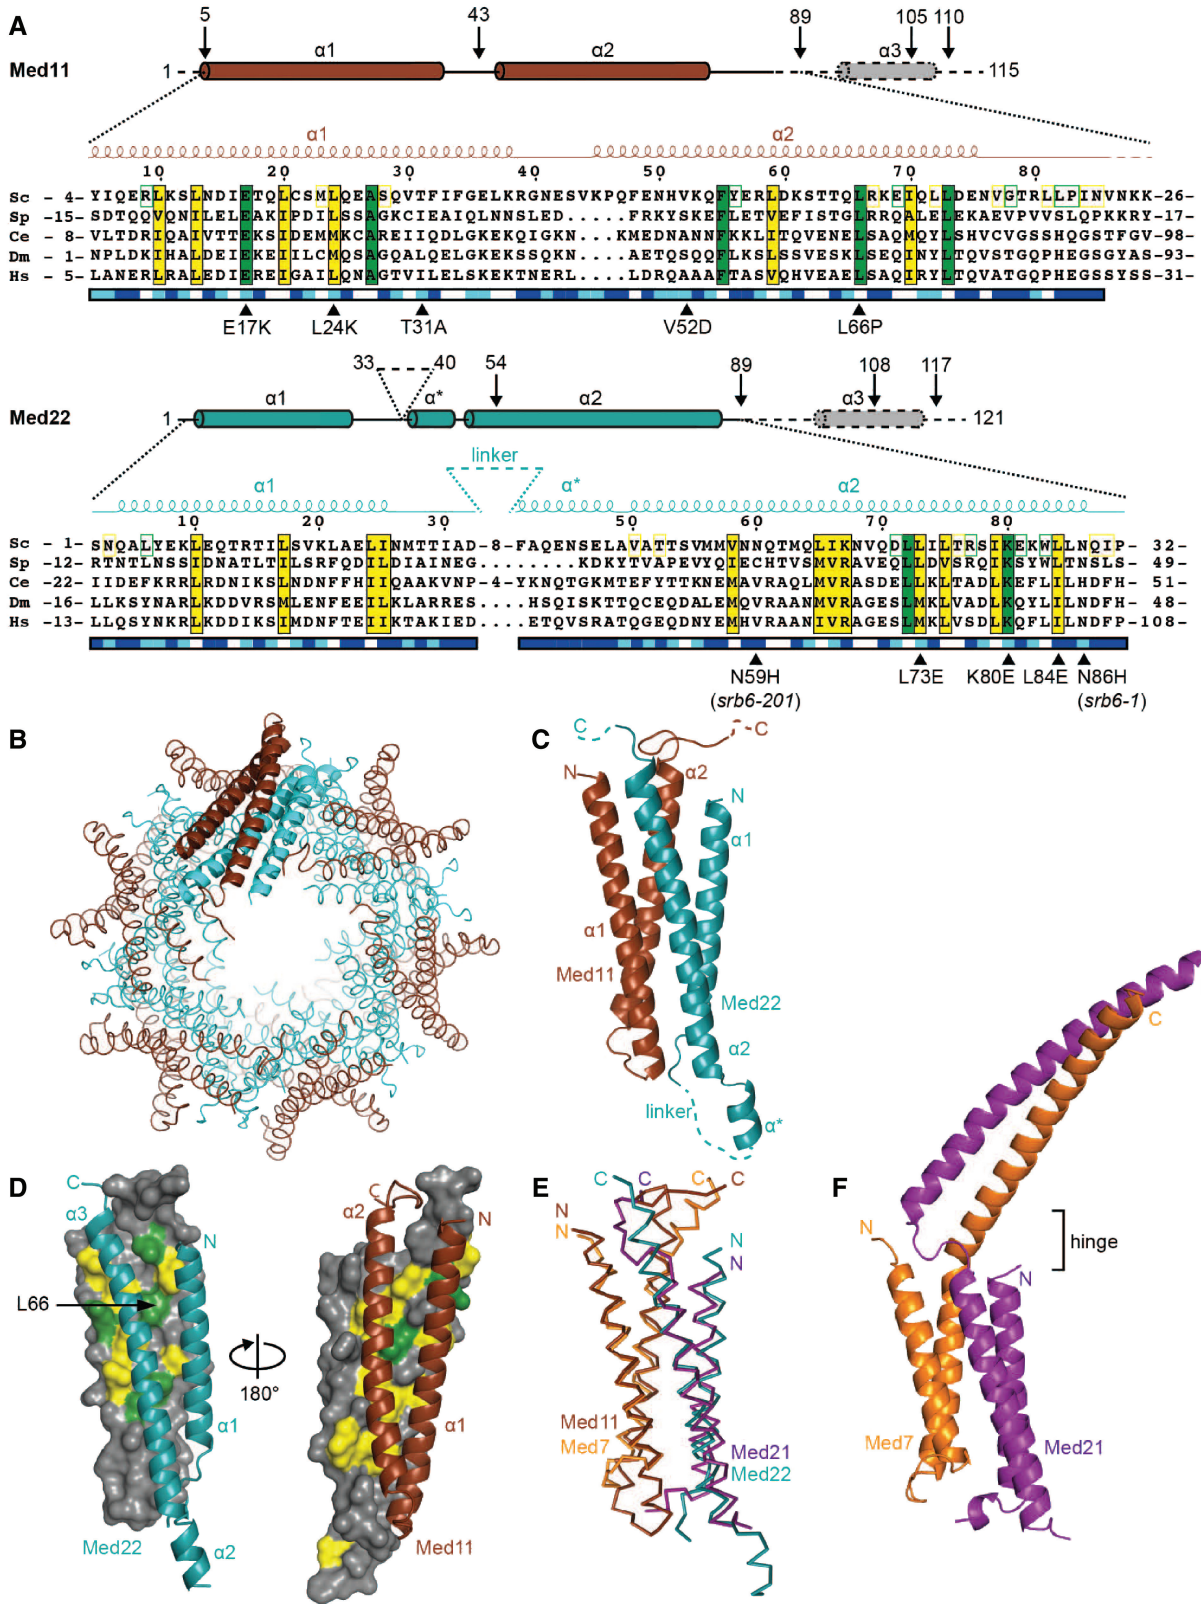 A
5 43 89 105 110
α1 α2 α3
Med11 1 115
α1 α2
10 20 30 40 50 60 70 80
Sc - 4- YIQERLKSLNDIETQLCSMLQEASQVTFIFGELKRGNESVKPQFENHVKQFYERLDKSTTQLRKEIQLLDENVGTRLLPINVNKK -26-
Sp -15- SDTQQVQNILELEAKIPDILSSAGKCIEAIQLNNSLED.....FRKYSKEFLETVEFISTGLRRQALELEKAEVPVVSLQPKKRY -17-
Ce - 8- VLTDRIQAIVTTEKSIDEMMKCAREIIQDLGKEKQIGKN....KMEDNANNFKKLITQVENELSAQMQYLSHVCVGSSHQGSTFGV -98-
Dm - 1- NPLDKIHALDEIEKEIILCMQSAGQALQELGKEKSSQKN....AETQSQQFLKSLSSVESKLSEQINYLTQVSTGQPHEGSGYAS -93-
Hs - 5- LANERLRALEDIEREIGAILQNAGTVILELSKEKTNERL....LDRQAAAFTASVQHVEAELSAQIRYLTQVATGQPHEGSSYSS -31-
E17K L24K T31A V52D L66P
33 40 54 89 108 117
α1 α* α2 α3
Med22 1 121
linker
α1 α* α2
10 20 30 50 60 70 80
Sc - 1- SNQALYEKLEQTRTILSVKLAELINMTTIAD -8- FAQENSELAVATTSVMMVNNQTMQLIKNVQDLLILTRSIKEKWLLNQIP- 32-
Sp -12- RTNTLNSQIDKATLTILSRFQDILDIAINEG.....KDKYTVAPYQIECHTVSMVRAVEQLLDVSRQIKSYWLTNSLS -49-
Ce -22- IIDEFKRRLRDNIKSLNDNFFHIIQAAKVNP -4- YKNQTGKMTEFYTTKNEMAVRAQLMVRASDELLKLTADLKEFLILHDFH -51-
Dm -16- LLKSYNARLKDDVRSMLENFEEILKLARRES.....HSQISKTTQCEQDALEMQVRAANMVRAGESLMKLVADLKQYLILNDFH- 48-
Hs -13- LLQSYNKRLKDDIKSIMDNFTEIIKTAKIED.....ETQVSRATQGEQDNYEMHVRAANIVRAGESLMKLVSDLKQFLILNDFP -108-
N59H L73E K80E L84E N86H
(srb6-201) (srb6-1)
B C
C C
N α2
N
α1
α1
Med11
Med22
α2
linker
α*
D E F
C α2 C N
α3 N
L66
180°
α1 α1
Med22 Med11
α2
C C C C
N
N
N
N
Med11
Med7
Med21
Med22
C
N
hinge
N
Med7 Med21